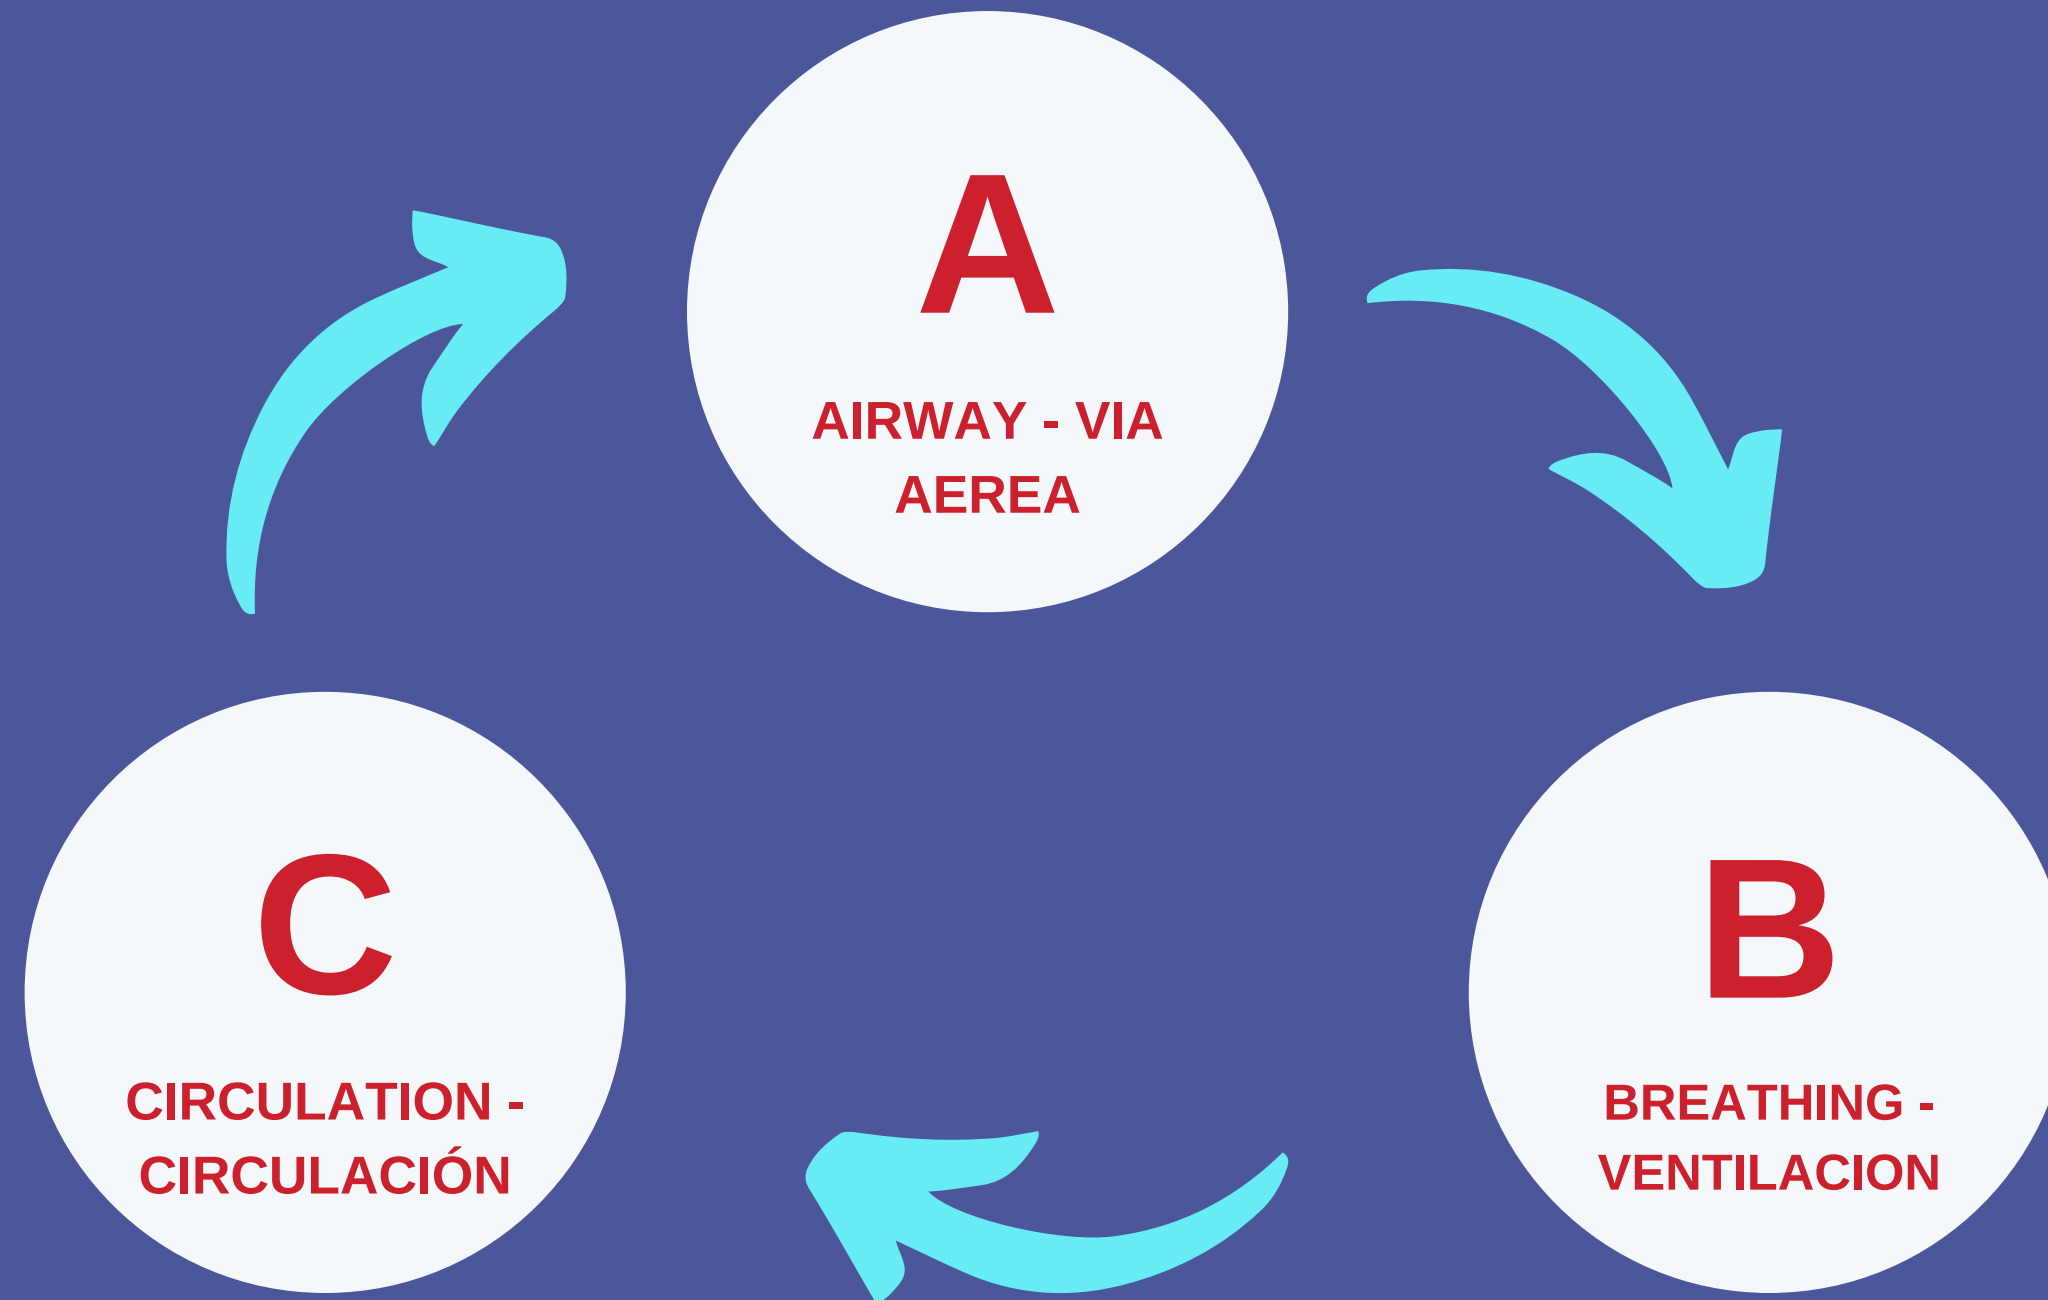 A
AIRWAY - VIA
AEREA
B
BREATHING -
VENTILACION
C
CIRCULATION -
CIRCULACIÓN